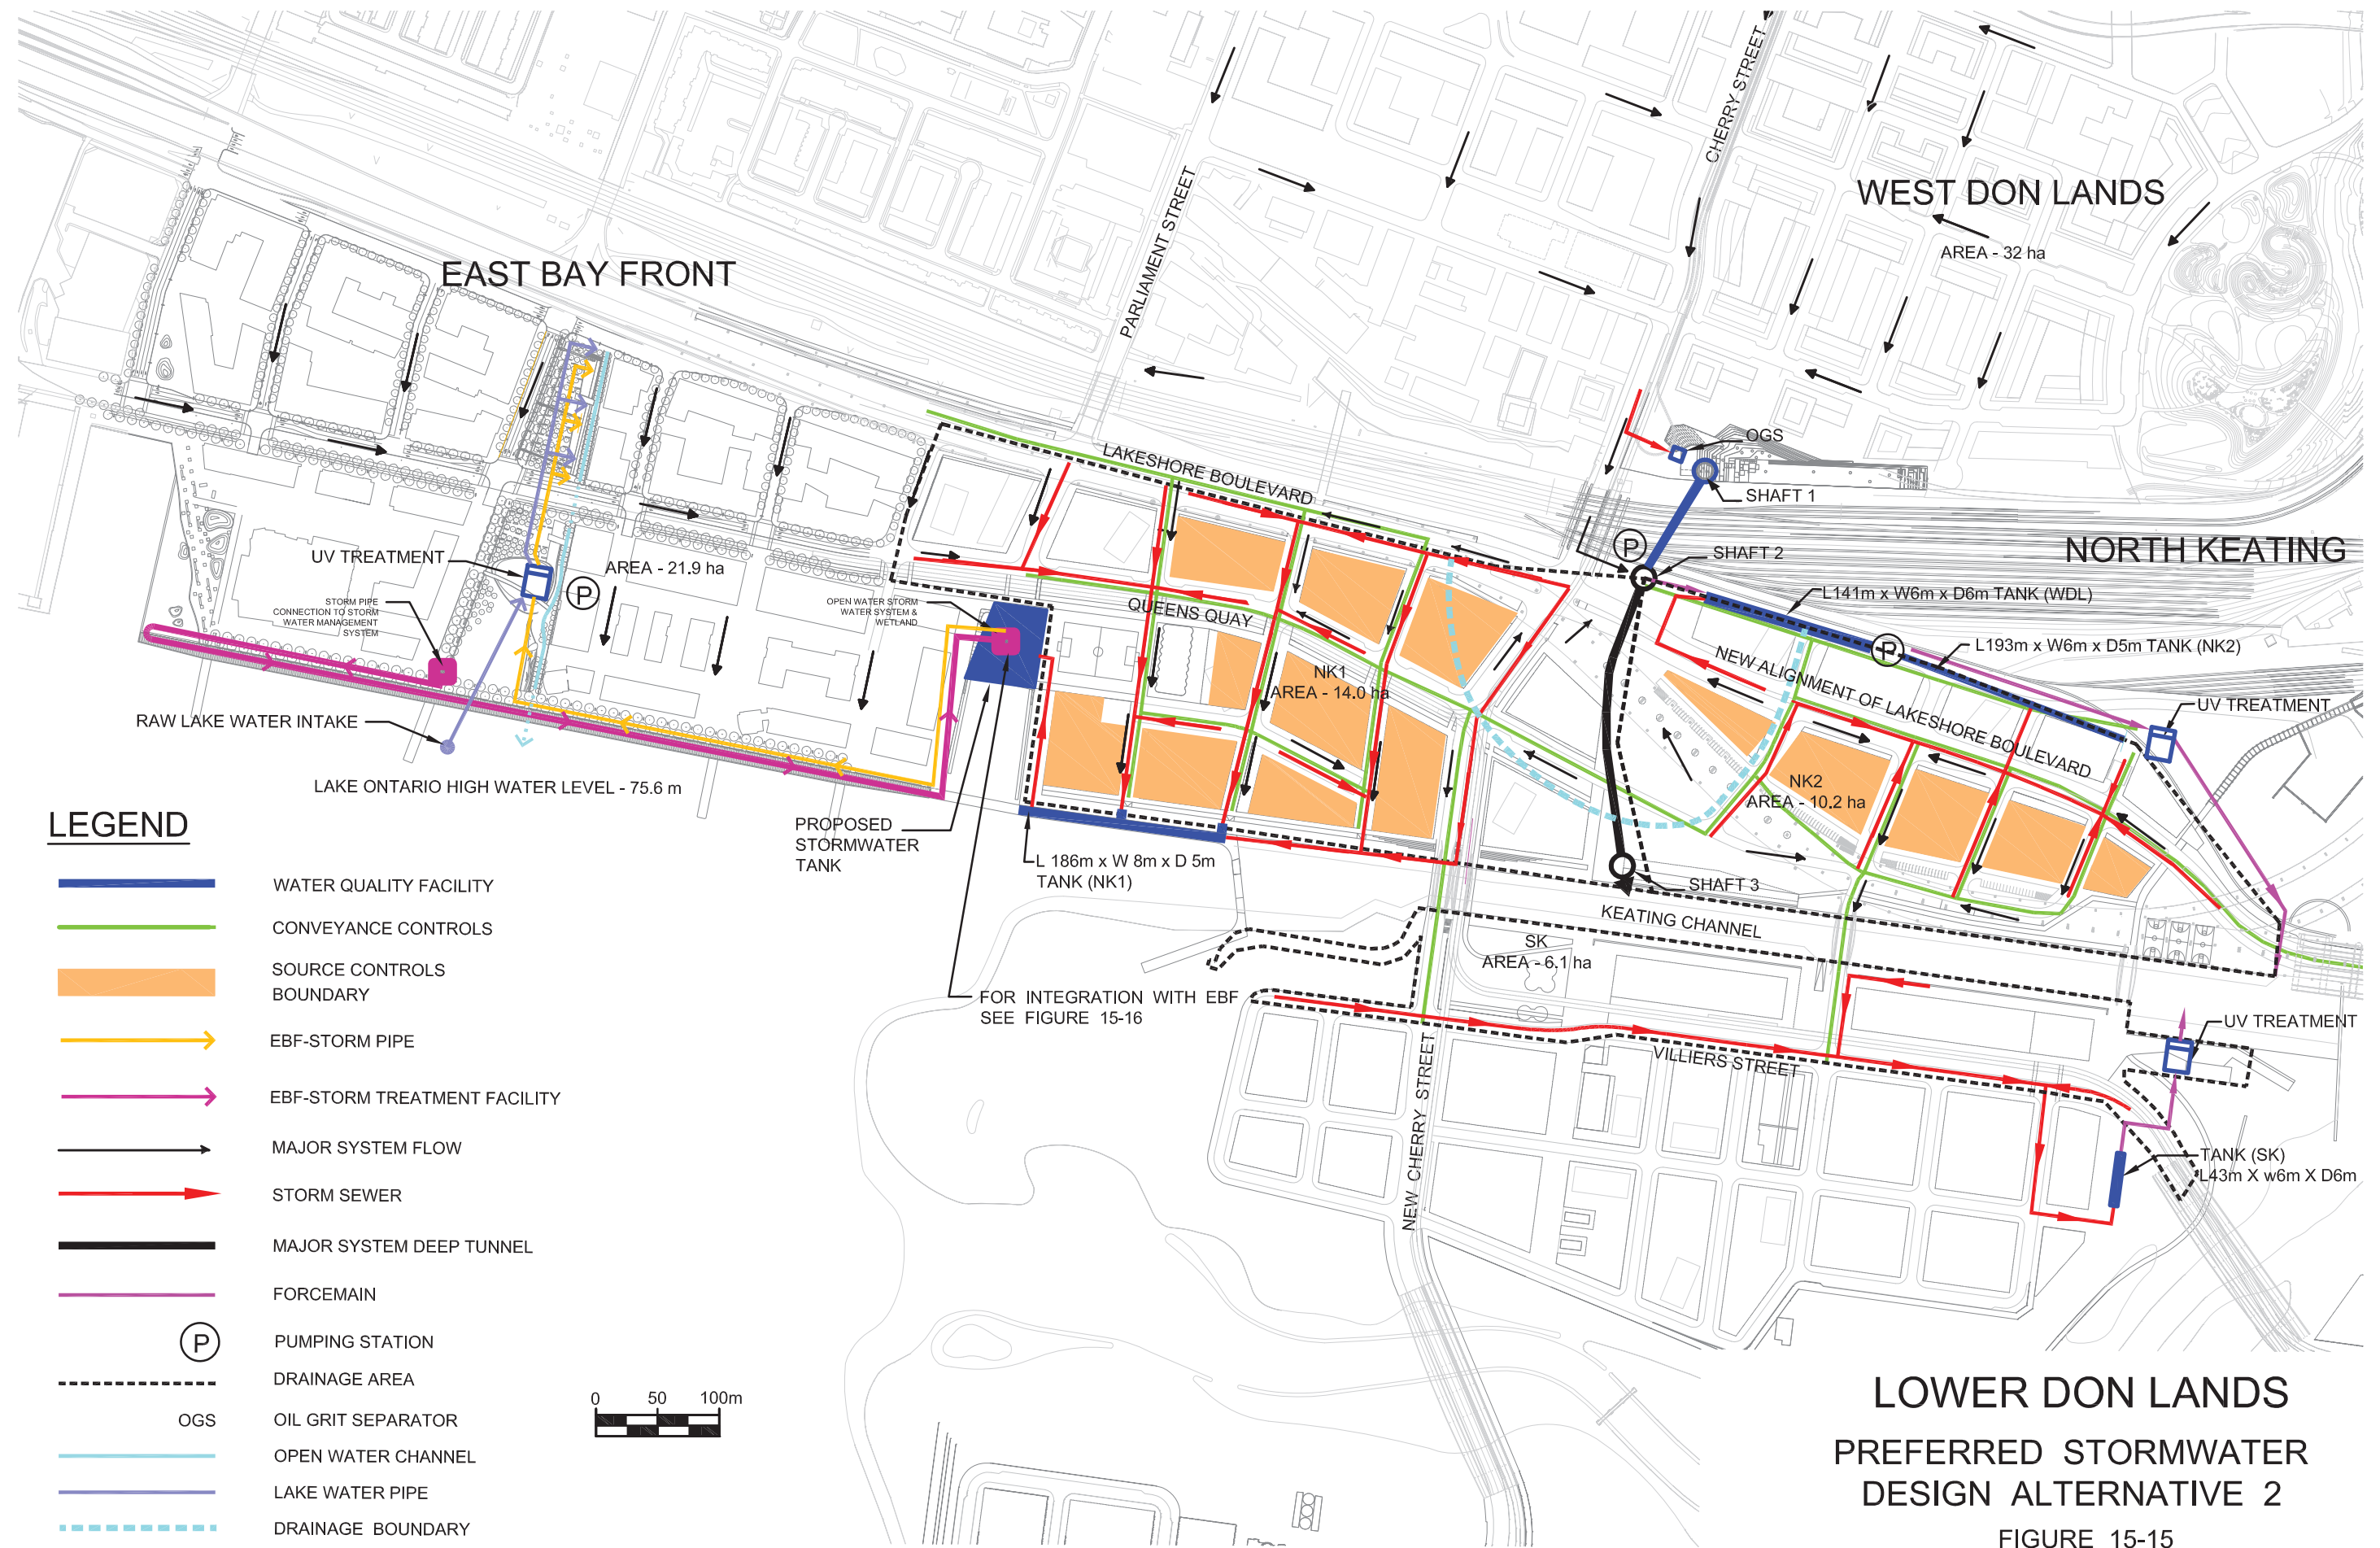 CHERRY STREET
WEST DON LANDS
AREA - 32 ha
PARLIAMENT STREET
EAST BAY FRONT
OGS
LAKESHORE BOULEVARD
SHAFT 1
P
SHAFT 2
NORTH KEATING
UV TREATMENT
AREA - 21.9 ha
P
STORM PIPE
CONNECTION TO STORM
WATER MANAGEMENT
SYSTEM
OPEN WATER STORM
WATER SYSTEM &
WETLAND
QUEENS QUAY
L141m x W6m x D6m TANK (WDL)
P
L193m x W6m x D5m TANK (NK2)
NEW ALIGNMENT OF LAKESHORE BOULEVARD
NK1
AREA - 14.0 ha
UV TREATMENT
RAW LAKE WATER INTAKE
LAKE ONTARIO HIGH WATER LEVEL - 75.6 m
NK2
AREA - 10.2 ha
PROPOSED
STORMWATER
TANK
L 186m x W 8m x D 5m
TANK (NK1)
SHAFT 3
KEATING CHANNEL
SK
AREA - 6.1 ha
FOR INTEGRATION WITH EBF
SEE FIGURE 15-16
UV TREATMENT
VILLIERS STREET
NEW CHERRY STREET
TANK (SK)
L43m X w6m X D6m
LEGEND
WATER QUALITY FACILITY
CONVEYANCE CONTROLS
SOURCE CONTROLS
BOUNDARY
EBF-STORM PIPE
EBF-STORM TREATMENT FACILITY
MAJOR SYSTEM FLOW
STORM SEWER
MAJOR SYSTEM DEEP TUNNEL
FORCEMAIN
P PUMPING STATION
DRAINAGE AREA
OGS OIL GRIT SEPARATOR
OPEN WATER CHANNEL
LAKE WATER PIPE
DRAINAGE BOUNDARY
0 50 100m
LOWER DON LANDS
PREFERRED STORMWATER
DESIGN ALTERNATIVE 2
FIGURE 15-15